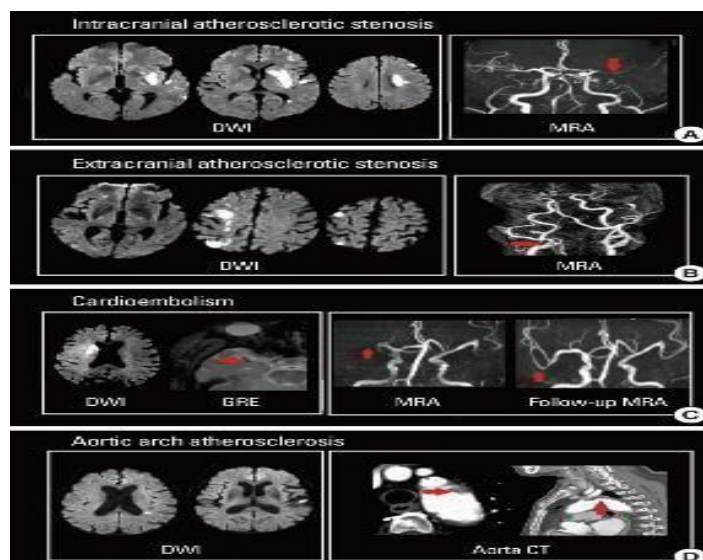 Intracranial atherosclerotic stenosis
DWI
MRA
A
Extracranial atherosclerotic stenosis
DWI
MRA
B
Cardioembolism
DWI
GRE
MRA
Follow-up MRA
C
Aortic arch atherosclerosis
DWI
Aorta CT
D